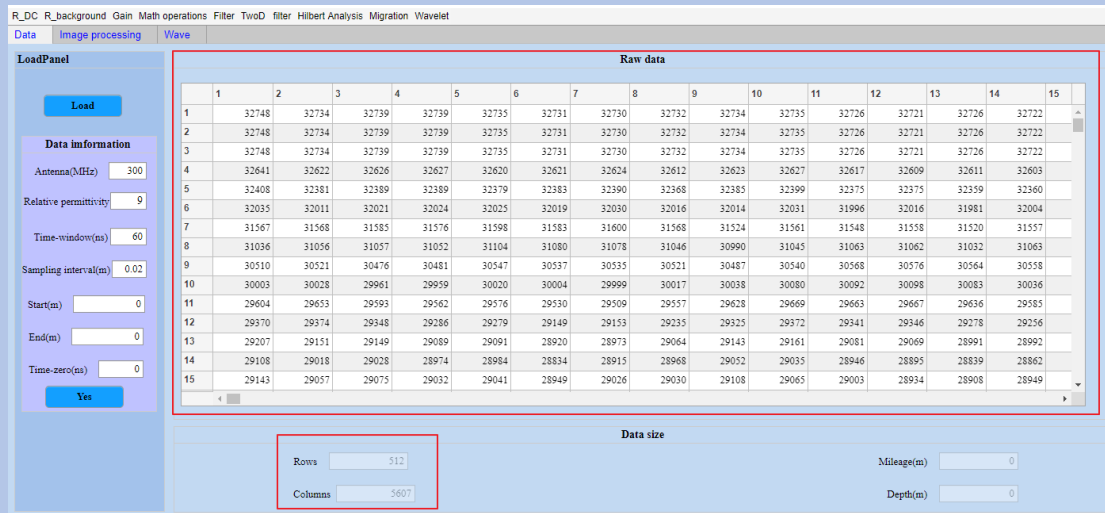 R_DC R_background Gain Math operations Filter TwoD filter Hilbert Analysis Migration Wavelet
Data Image processing Wave
LoadPanel
Load
Data imformation
Antenna(MHz) 300
Relative permittivity 9
Time-window(ns) 60
Sampling interval(m) 0.02
Start(m) 0
End(m) 0
Time-zero(ns) 0
Yes
Raw data
1 2 3 4 5 6 7 8 9 10 11 12 13 14 15
1 32748 32734 32739 32739 32735 32731 32730 32732 32734 32735 32726 32721 32726 32722
2 32748 32734 32739 32739 32735 32731 32730 32732 32734 32735 32726 32721 32726 32722
3 32748 32734 32739 32739 32735 32731 32730 32732 32734 32735 32726 32721 32726 32722
4 32641 32622 32626 32627 32620 32621 32624 32612 32623 32627 32617 32609 32611 32603
5 32408 32381 32389 32389 32379 32383 32390 32368 32385 32399 32375 32375 32359 32360
6 32035 32011 32021 32024 32025 32019 32030 32016 32014 32031 31996 32016 31981 32004
7 31567 31568 31585 31576 31598 31583 31600 31568 31524 31561 31548 31558 31520 31557
8 31036 31056 31057 31052 31104 31080 31078 31046 30990 31045 31063 31062 31032 31063
9 30510 30521 30476 30481 30547 30537 30535 30521 30487 30540 30568 30576 30564 30558
10 30003 30028 29961 29959 30020 30004 29999 30017 30038 30080 30092 30098 30083 30036
11 29604 29653 29593 29562 29576 29530 29509 29557 29628 29669 29663 29667 29636 29585
12 29370 29374 29348 29286 29279 29149 29153 29235 29325 29372 29341 29346 29278 29256
13 29207 29151 29149 29089 29091 28920 28973 29064 29143 29161 29081 29069 28991 28992
14 29108 29018 29028 28974 28984 28834 28915 28968 29052 29035 28946 28895 28839 28862
15 29143 29057 29075 29032 29041 28949 29026 29030 29108 29065 29003 28934 28908 28949
Data size
Rows 512
Columns 5607
Mileage(m) 0
Depth(m) 0